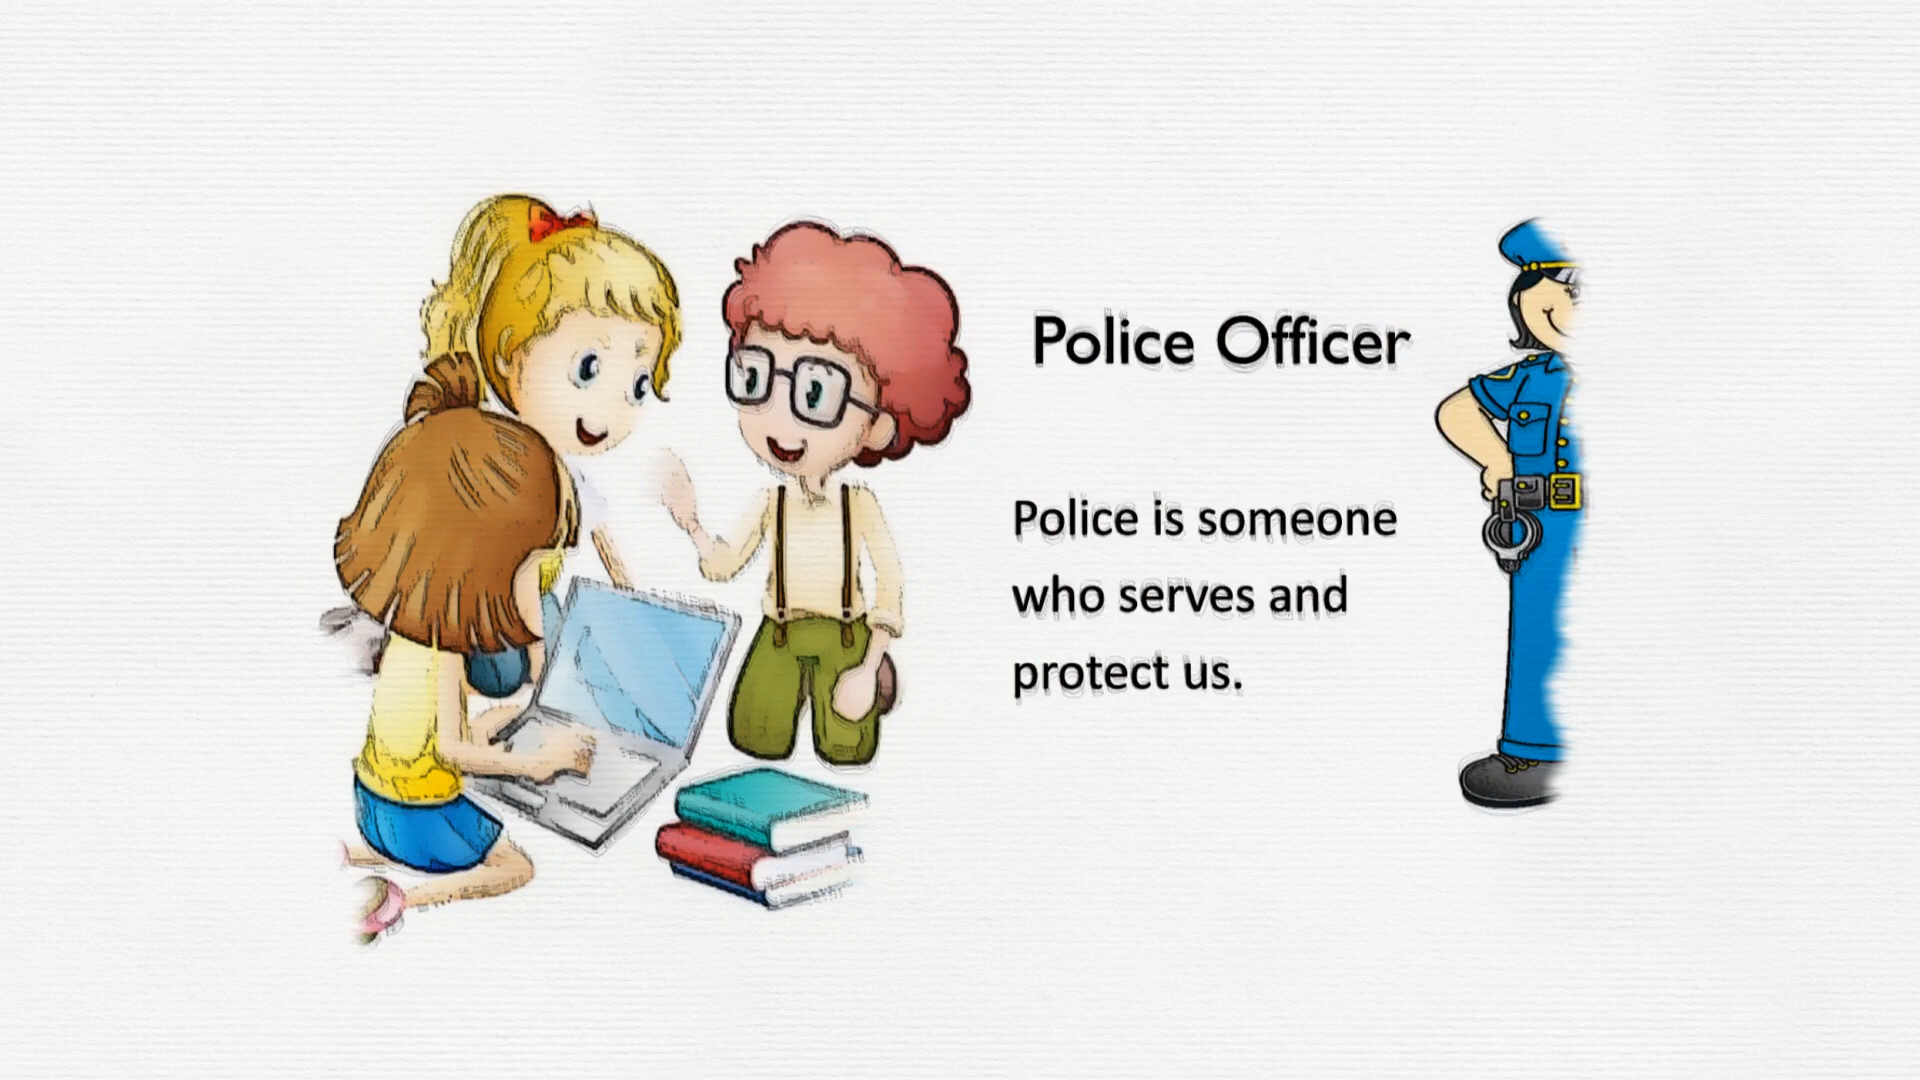 Police Officer
Police is someone
who serves and
protect us.